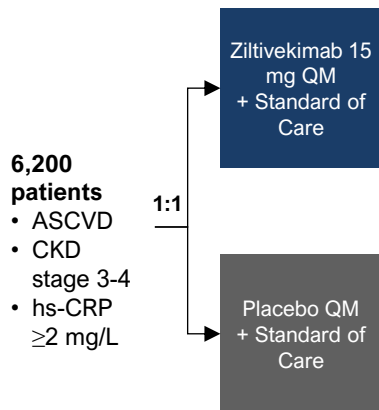 Ziltivekimab 15
mg QM
+ Standard of
Care
6,200
patients
• ASCVD
• CKD
stage 3-4
• hs-CRP
≥2 mg/L
1:1
Placebo QM
+ Standard of
Care